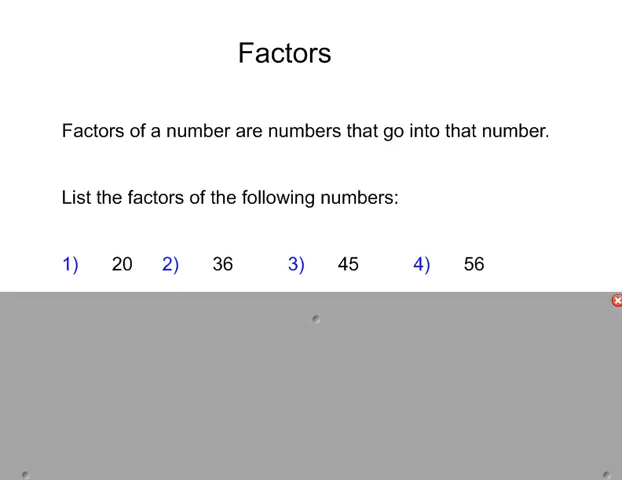 Factors
Factors of a number are numbers that go into that number.
List the factors of the following numbers:
1) 20 2) 36 3) 45 4) 56